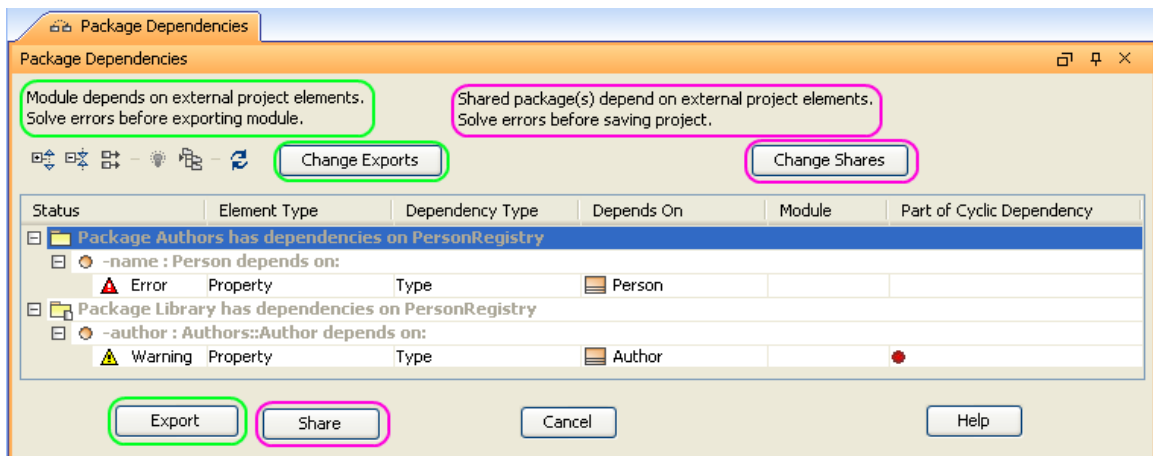 Package Dependencies
Package Dependencies
Module depends on external project elements.
Solve errors before exporting module.
Shared package(s) depend on external project elements.
Solve errors before saving project.
Change Exports
Change Shares
Status Element Type Dependency Type Depends On Module Part of Cyclic Dependency
Package Authors has dependencies on PersonRegistry
-name : Person depends on:
Error Property Type Person
Package Library has dependencies on PersonRegistry
-author : Authors::Author depends on:
Warning Property Type Author
Export Share Cancel Help